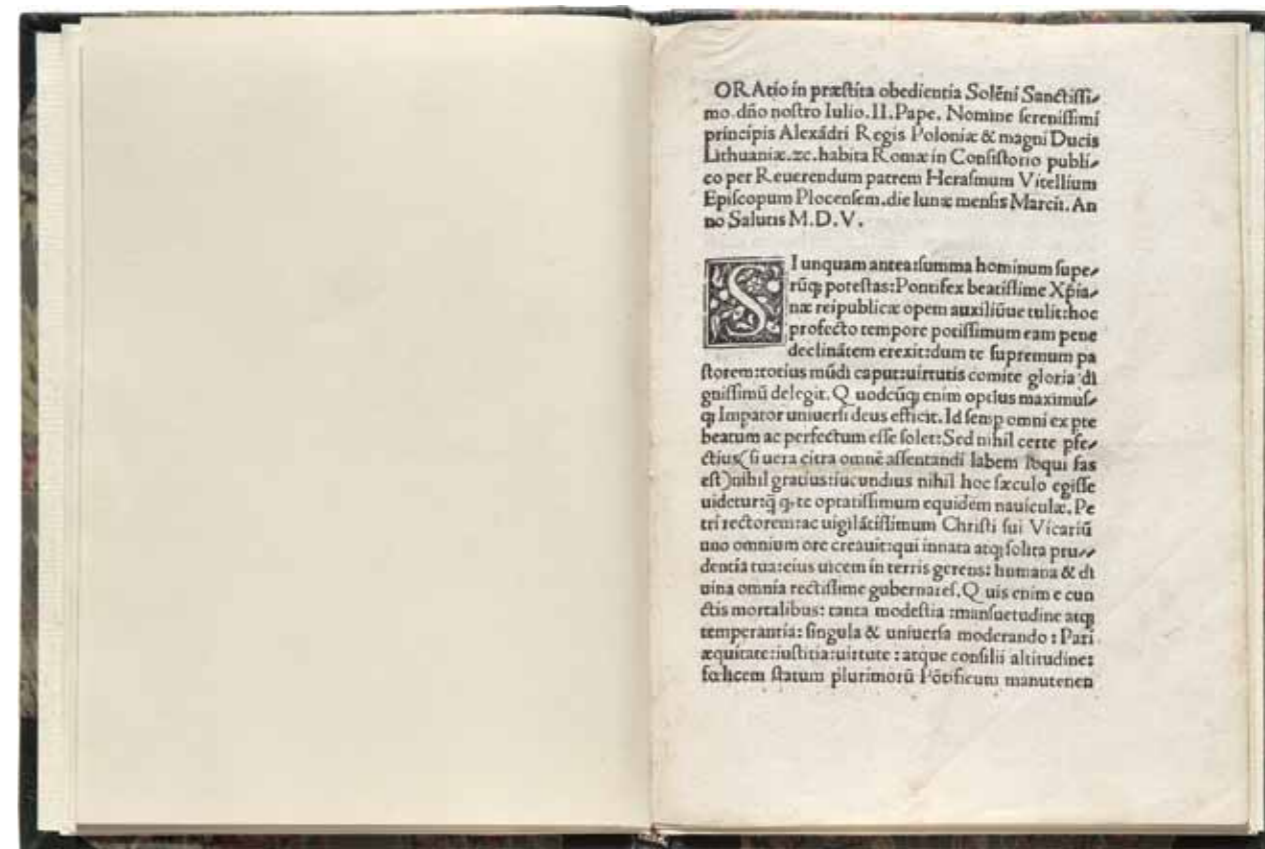 ORAtio in præſtita obedientia Solēni Sanctiſſi-
mo. dño noſtro Iulio. II. Pape. Nomine ſereniſſimi
principis Alexādri Regis Poloniæ & magni Ducis
Lithuaniæ. ꝛc. habita Romæ in Conſiſtorio publi-
co per Reuerendum patrem Heraſmum Vitellium
Epiſcopum Plocenſem. die lunæ menſis Marcii. An
no Salutis M.D.V.
SI unquam antea: ſumma hominum ſupe-
rūq; poteſtas: Pontifex beatiſſime Xp̄ia-
næ reipublicæ opem auxiliūue tulit: hoc
profecto tempore potiſſimum eam pene
declinātem erexit: dum te ſupremum pa
ſtorem: totius mūdi caput: uirtutis comite gloria di
gniſſimū delegit. Quodcūq; enim optius maximuſ-
q; Impator uniuerſi deus efficit. Id ſemp omni ex pte
beatum ac perfectum eſſe ſolet: Sed nihil certe pfe-
ctius (ſi uera citra omnē aſſentandi labem loqui fas
eſt) nihil gratius: iucundius nihil hoc ſæculo egiſſe
uidetur: q̄ q, te optatiſſimum equidem nauiculæ. Pe
tri rectorem: ac uigilātiſſimum Chriſti ſui Vicariū
uno omnium ore creauit: qui innata atq; ſolita pru-
dentia tua: eius uicem in terris gerens: humana & di
uina omnia rectiſſime gubernareſ. Quis enim e cun
ctis mortalibus: tanta modeſtia: manſuetudine atq;
temperantia: ſingula & uniuerſa moderando: Pari
æquitate: iuſtitia: uirtute: atque conſilii altitudine:
fœlicem ſtatum plurimorū Pōtificum manutenen